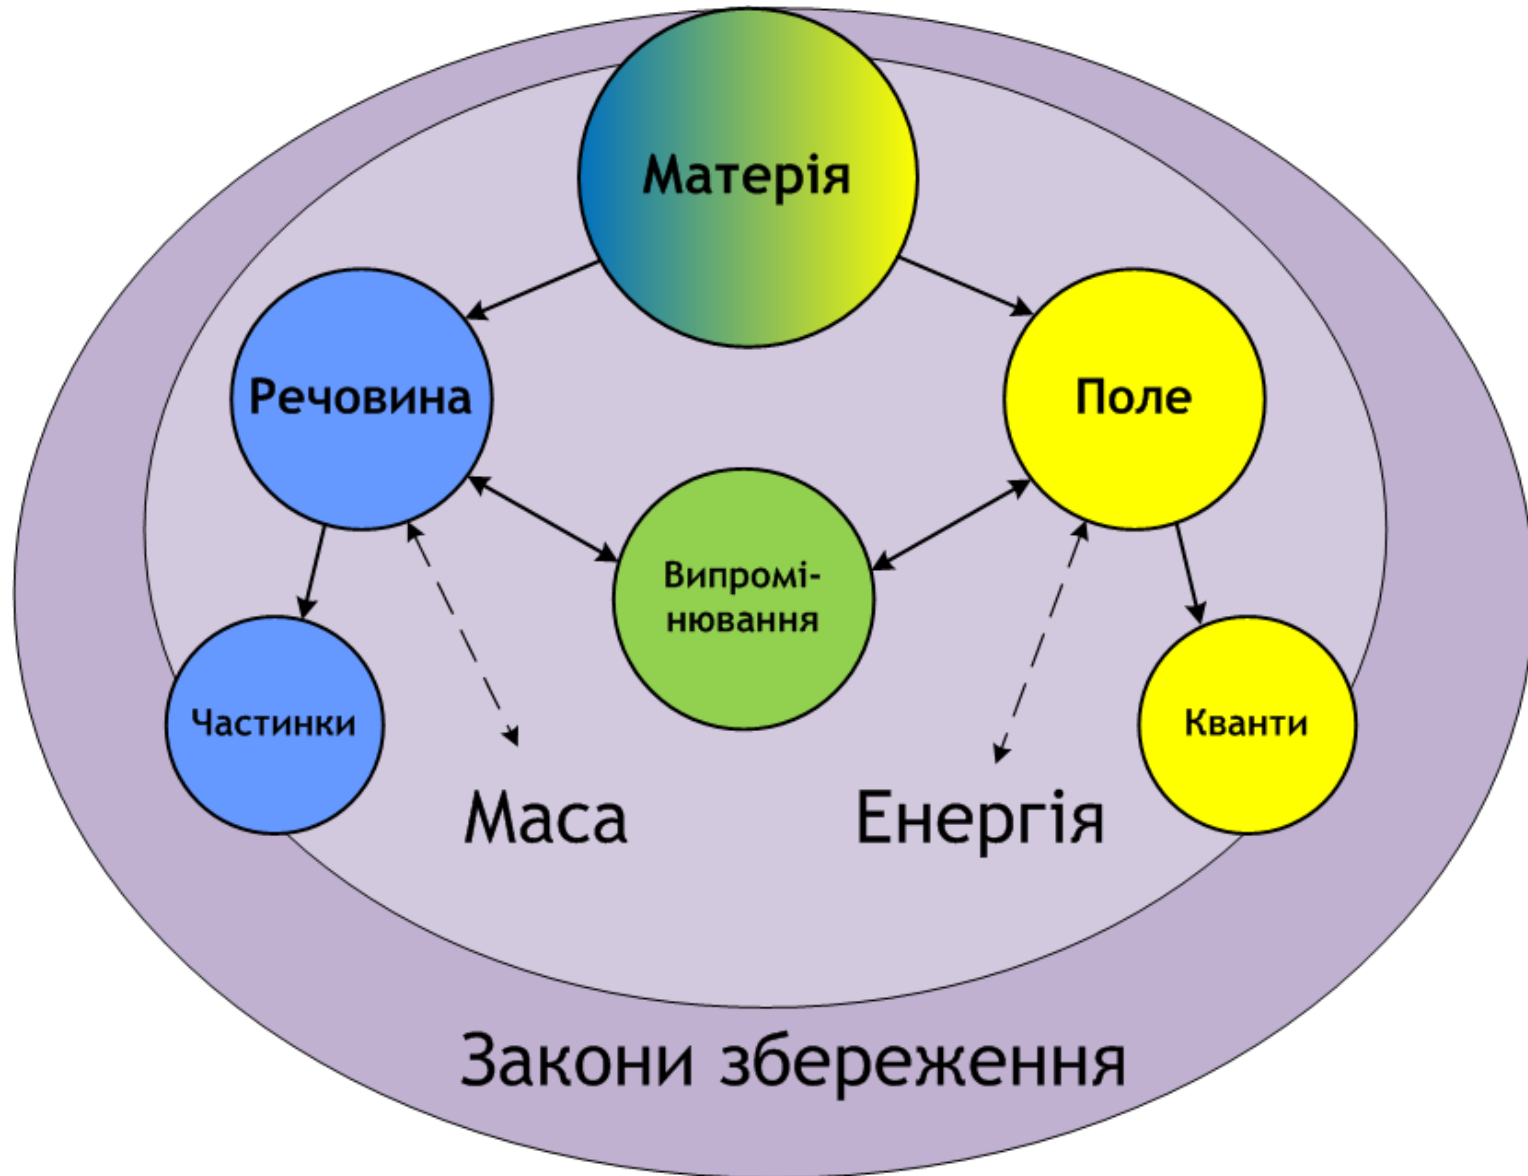 Матерія
Речовина
Поле
Випромі-
нювання
Частинки
Кванти
Маса
Енергія
Закони збереження